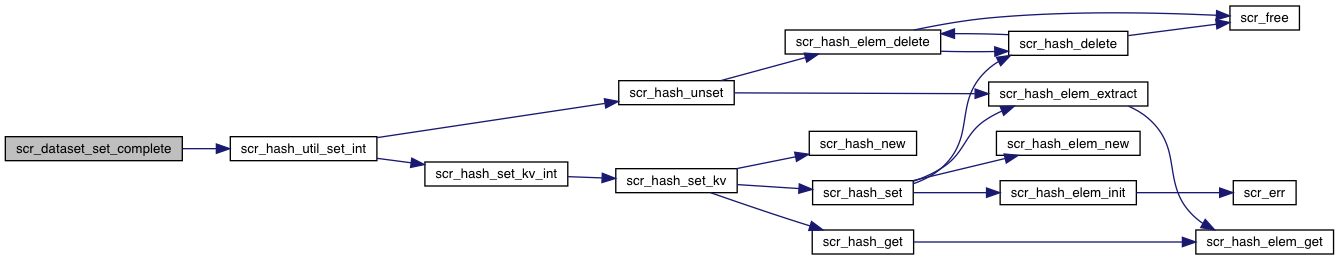 scr_dataset_set_complete
scr_hash_util_set_int
scr_hash_unset
scr_hash_set_kv_int
scr_hash_set_kv
scr_hash_elem_delete
scr_hash_new
scr_hash_set
scr_hash_get
scr_hash_delete
scr_hash_elem_extract
scr_hash_elem_new
scr_hash_elem_init
scr_free
scr_err
scr_hash_elem_get